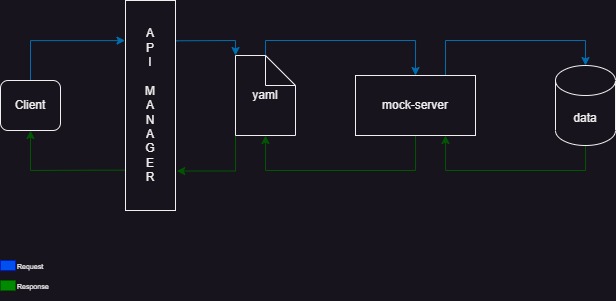 A
P
I
M
A
N
A
G
E
R
Client
yaml
mock-server
data
Request
Response